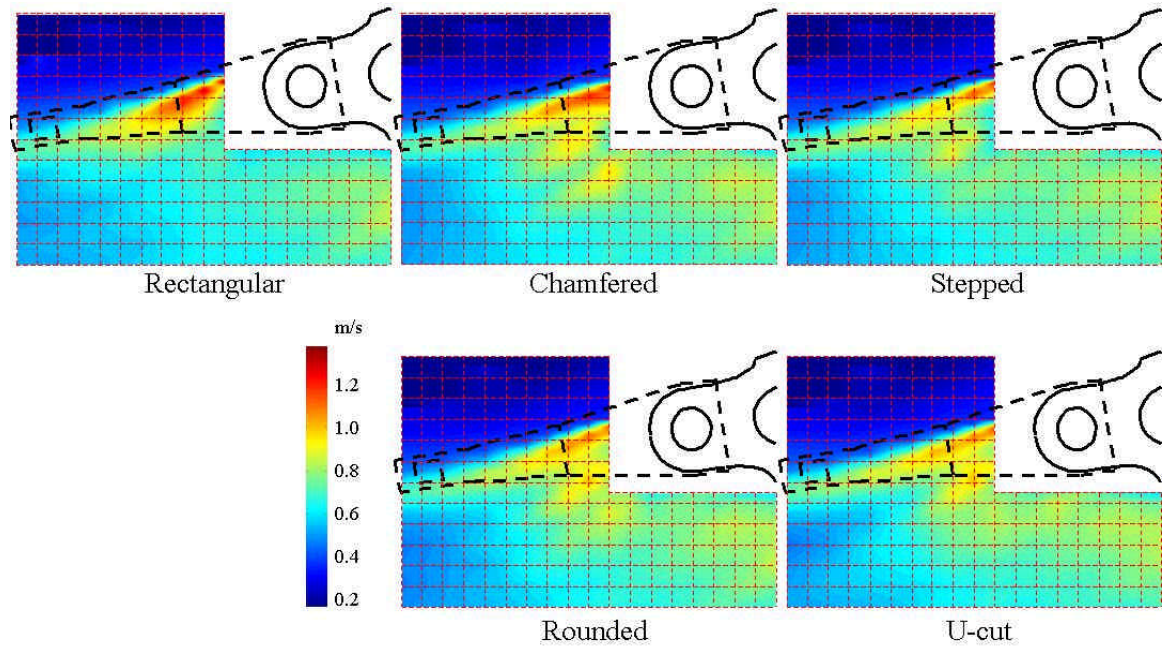 Rectangular
Chamfered
Stepped
m/s
1.2
1.0
0.8
0.6
0.4
0.2
Rounded
U-cut